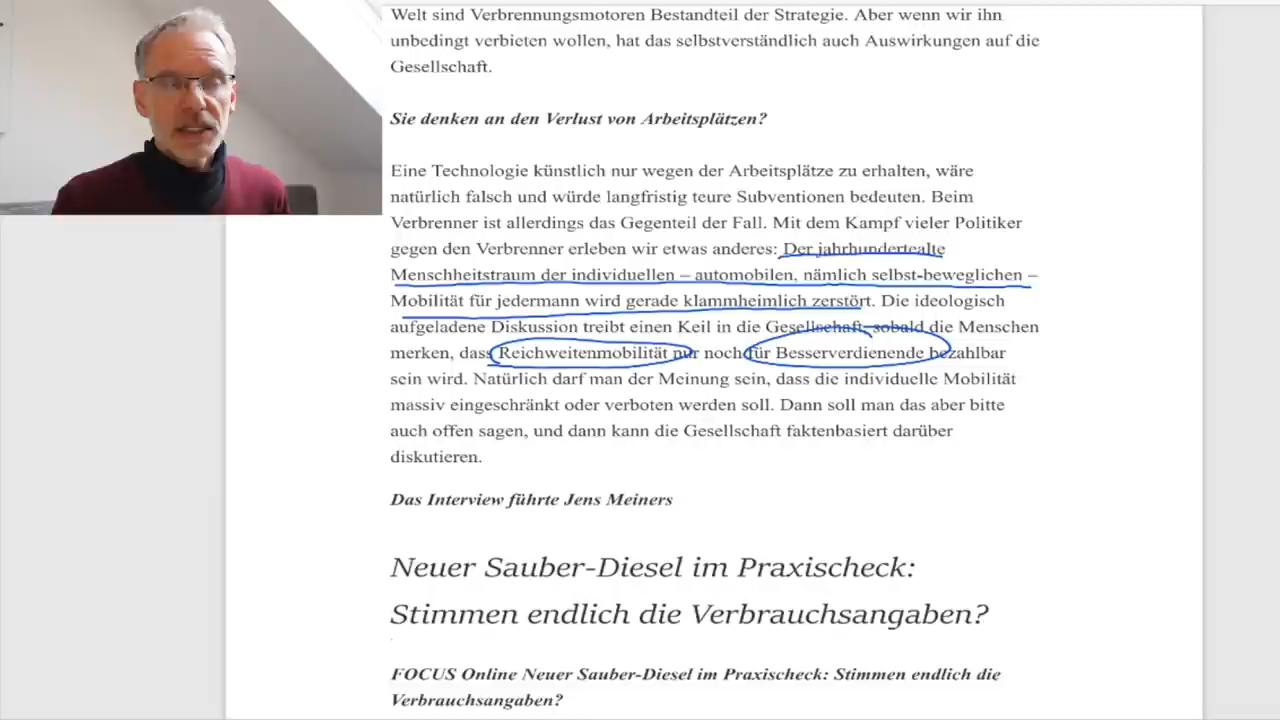 Welt sind Verbrennungsmotoren Bestandteil der Strategie. Aber wenn wir ihn
unbedingt verbieten wollen, hat das selbstverständlich auch Auswirkungen auf die
Gesellschaft.
Sie denken an den Verlust von Arbeitsplätzen?
Eine Technologie künstlich nur wegen der Arbeitsplätze zu erhalten, wäre
natürlich falsch und würde langfristig teure Subventionen bedeuten. Beim
Verbrenner ist allerdings das Gegenteil der Fall. Mit dem Kampf vieler Politiker
gegen den Verbrenner erleben wir etwas anderes: Der jahrhundertealte
Menschheitstraum der individuellen – automobilen, nämlich selbst-beweglichen –
Mobilität für jedermann wird gerade klammheimlich zerstört. Die ideologisch
aufgeladene Diskussion treibt einen Keil in die Gesellschaft, sobald die Menschen
merken, dass Reichweitenmobilität nur noch für Besserverdienende bezahlbar
sein wird. Natürlich darf man der Meinung sein, dass die individuelle Mobilität
massiv eingeschränkt oder verboten werden soll. Dann soll man das aber bitte
auch offen sagen, und dann kann die Gesellschaft faktenbasiert darüber
diskutieren.
Das Interview führte Jens Meiners
Neuer Sauber-Diesel im Praxischeck:
Stimmen endlich die Verbrauchsangaben?
FOCUS Online Neuer Sauber-Diesel im Praxischeck: Stimmen endlich die
Verbrauchsangaben?